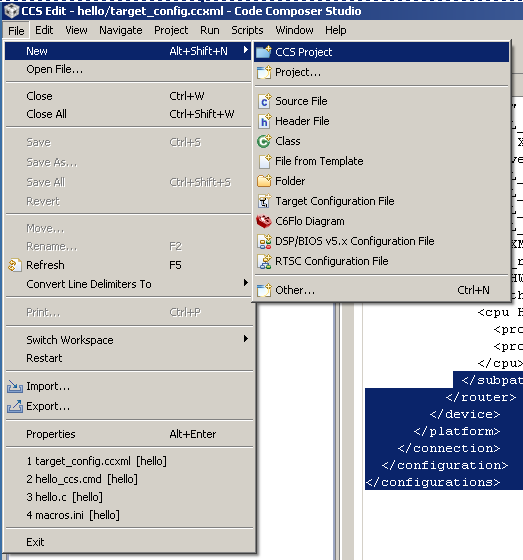 CCS Edit - hello/target_config.ccxml - Code Composer Studio
File Edit View Navigate Project Run Scripts Window Help
New Alt+Shift+N
Open File...
Close Ctrl+W
Close All Ctrl+Shift+W
Save Ctrl+S
Save As...
Save All Ctrl+Shift+S
Revert
Move...
Rename... F2
Refresh F5
Convert Line Delimiters To
Print... Ctrl+P
Switch Workspace
Restart
Import...
Export...
Properties Alt+Enter
1 target_config.ccxml [hello]
2 hello_ccs.cmd [hello]
3 hello.c [hello]
4 macros.ini [hello]
Exit
CCS Project
Project...
Source File
Header File
Class
File from Template
Folder
Target Configuration File
C6Flo Diagram
DSP/BIOS v5.x Configuration File
RTSC Configuration File
Other... Ctrl+N
<cpu H
<pro
<pro
</cpu>
</subpat
</router>
</device>
</platform>
</connection>
</configuration>
</configurations>